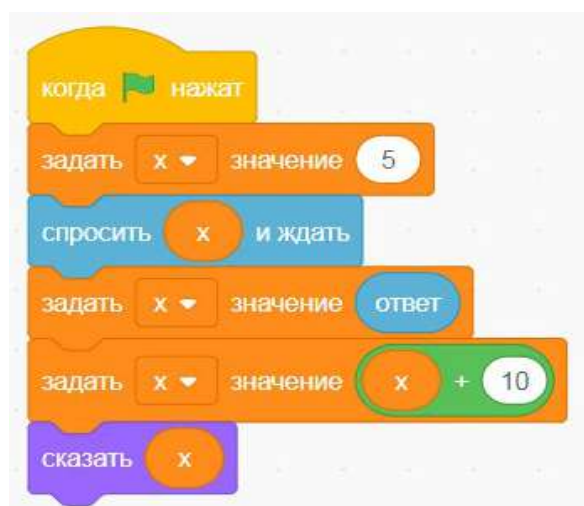 когда нажат
задать x значение 5
спросить x и ждать
задать x значение ответ
задать x значение x + 10
сказать x